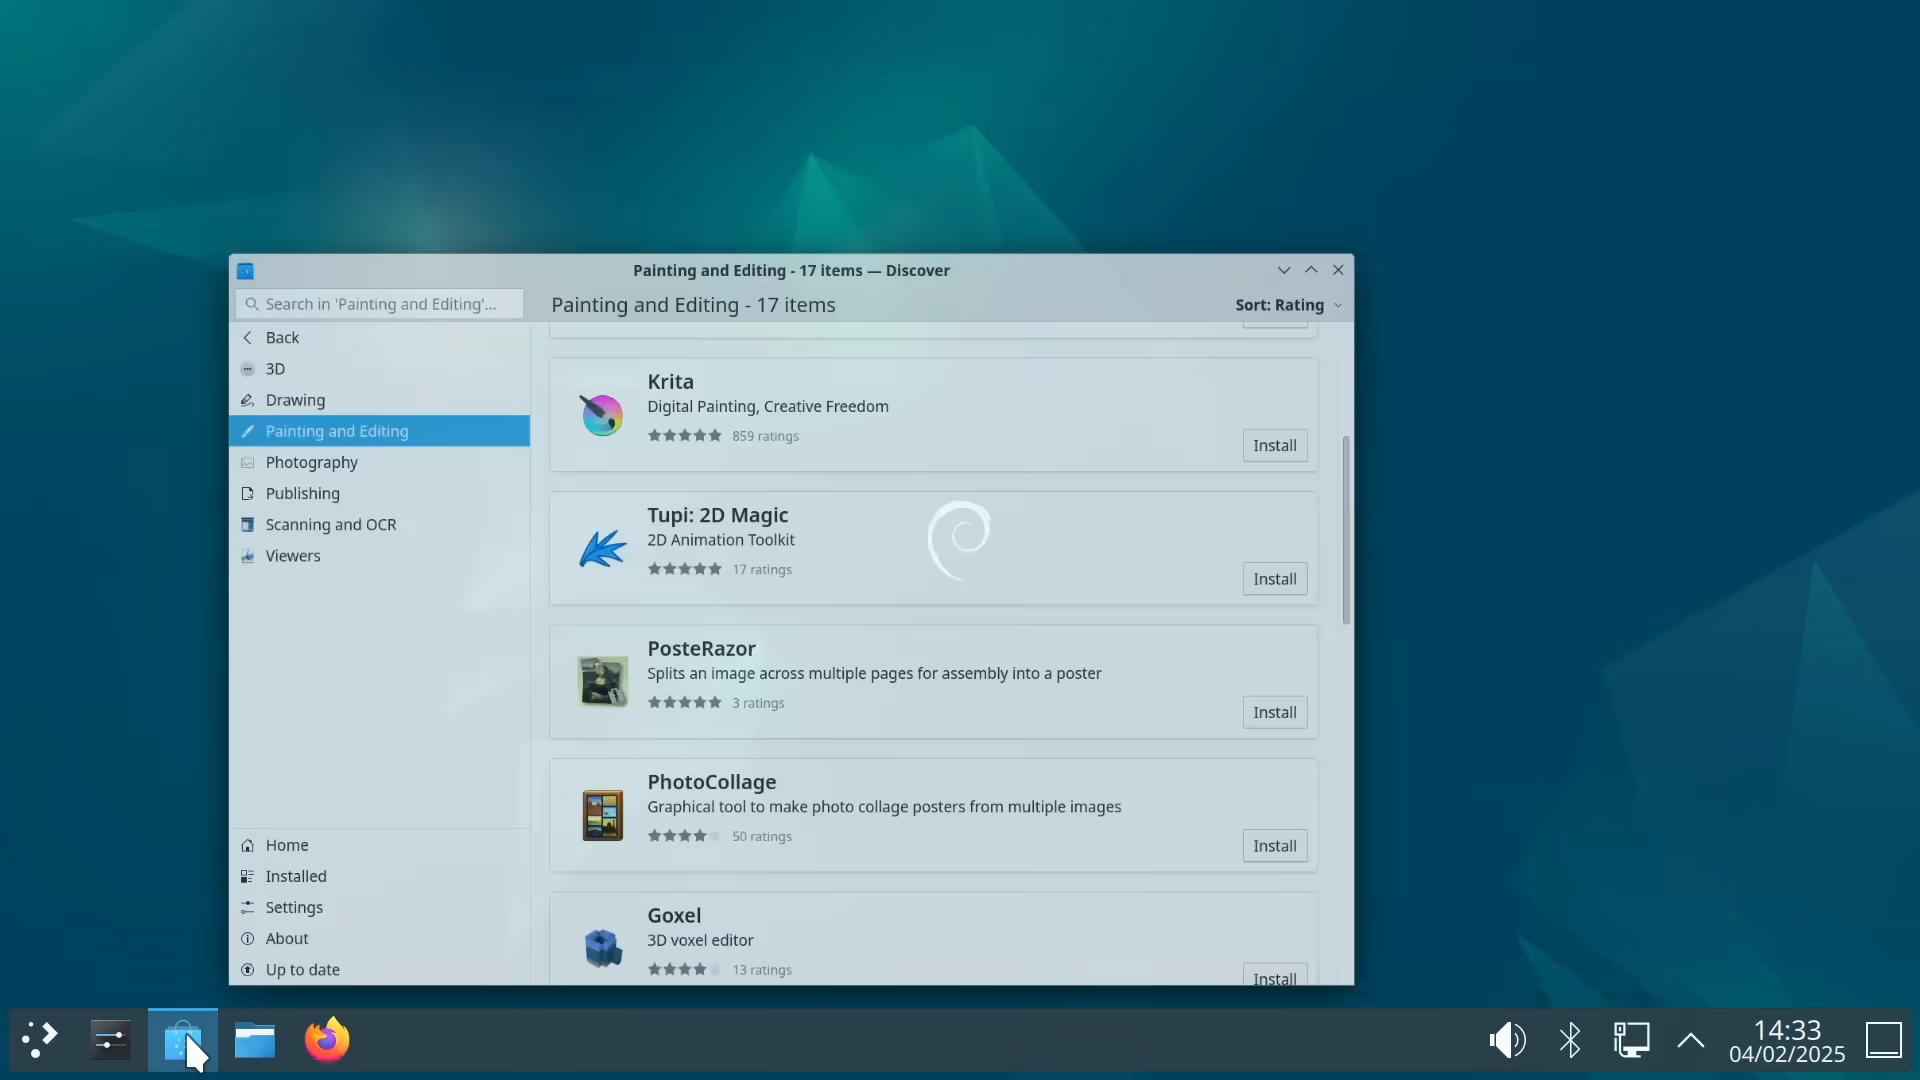 Painting and Editing - 17 items — Discover
Search in 'Painting and Editing'...
Painting and Editing - 17 items
Sort: Rating
Back
3D
Drawing
Painting and Editing
Photography
Publishing
Scanning and OCR
Viewers
Home
Installed
Settings
About
Up to date
Krita
Digital Painting, Creative Freedom
859 ratings
Install
Tupi: 2D Magic
2D Animation Toolkit
17 ratings
Install
PosteRazor
Splits an image across multiple pages for assembly into a poster
3 ratings
Install
PhotoCollage
Graphical tool to make photo collage posters from multiple images
50 ratings
Install
Goxel
3D voxel editor
13 ratings
Install
14:33
04/02/2025